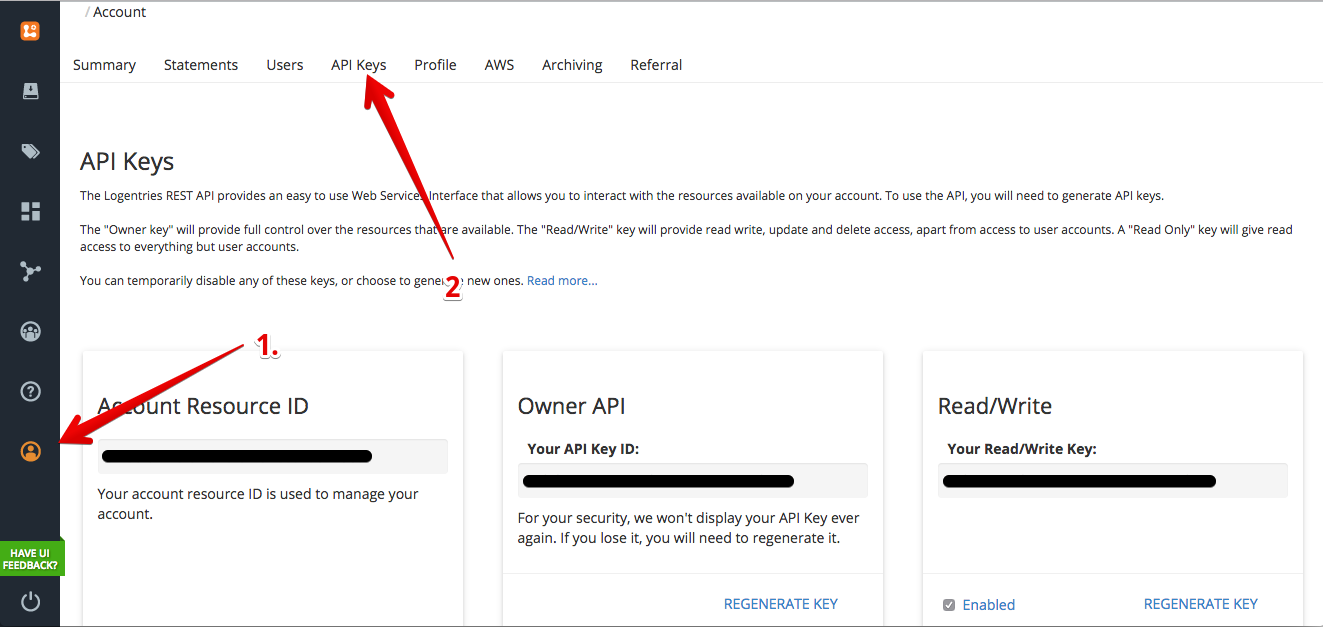 / Account
Summary Statements Users API Keys Profile AWS Archiving Referral
API Keys
The Logentries REST API provides an easy to use Web Services Interface that allows you to interact with the resources available on your account. To use the API, you will need to generate API keys.
The "Owner key" will provide full control over the resources that are available. The "Read/Write" key will provide read write, update and delete access, apart from access to user accounts. A "Read Only" key will give read
access to everything but user accounts.
You can temporarily disable any of these keys, or choose to generate new ones. Read more...
2
1.
Account Resource ID
Your account resource ID is used to manage your
account.
Owner API
Your API Key ID:
For your security, we won't display your API Key ever
again. If you lose it, you will need to regenerate it.
REGENERATE KEY
Read/Write
Your Read/Write Key:
Enabled
REGENERATE KEY
HAVE UI
FEEDBACK?